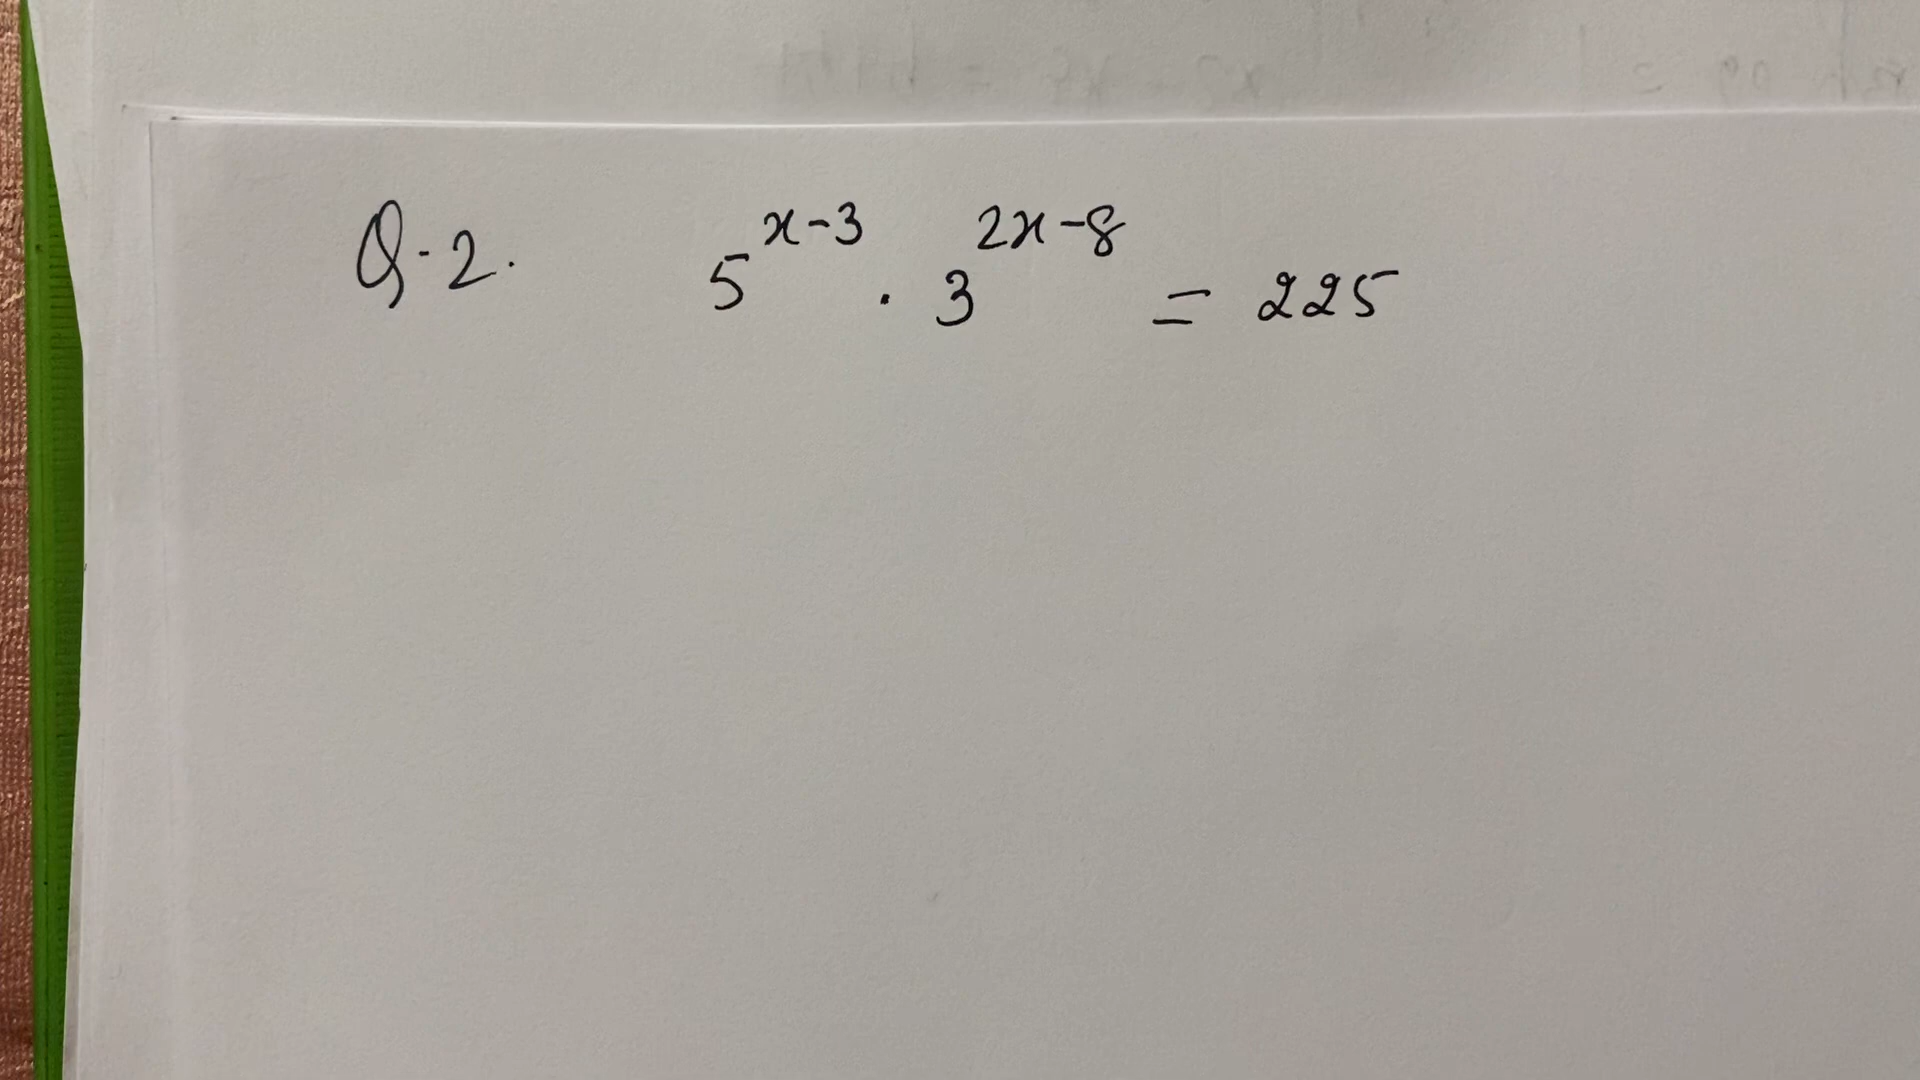 Q.2. 5^{x-3} . 3^{2x-8} = 225